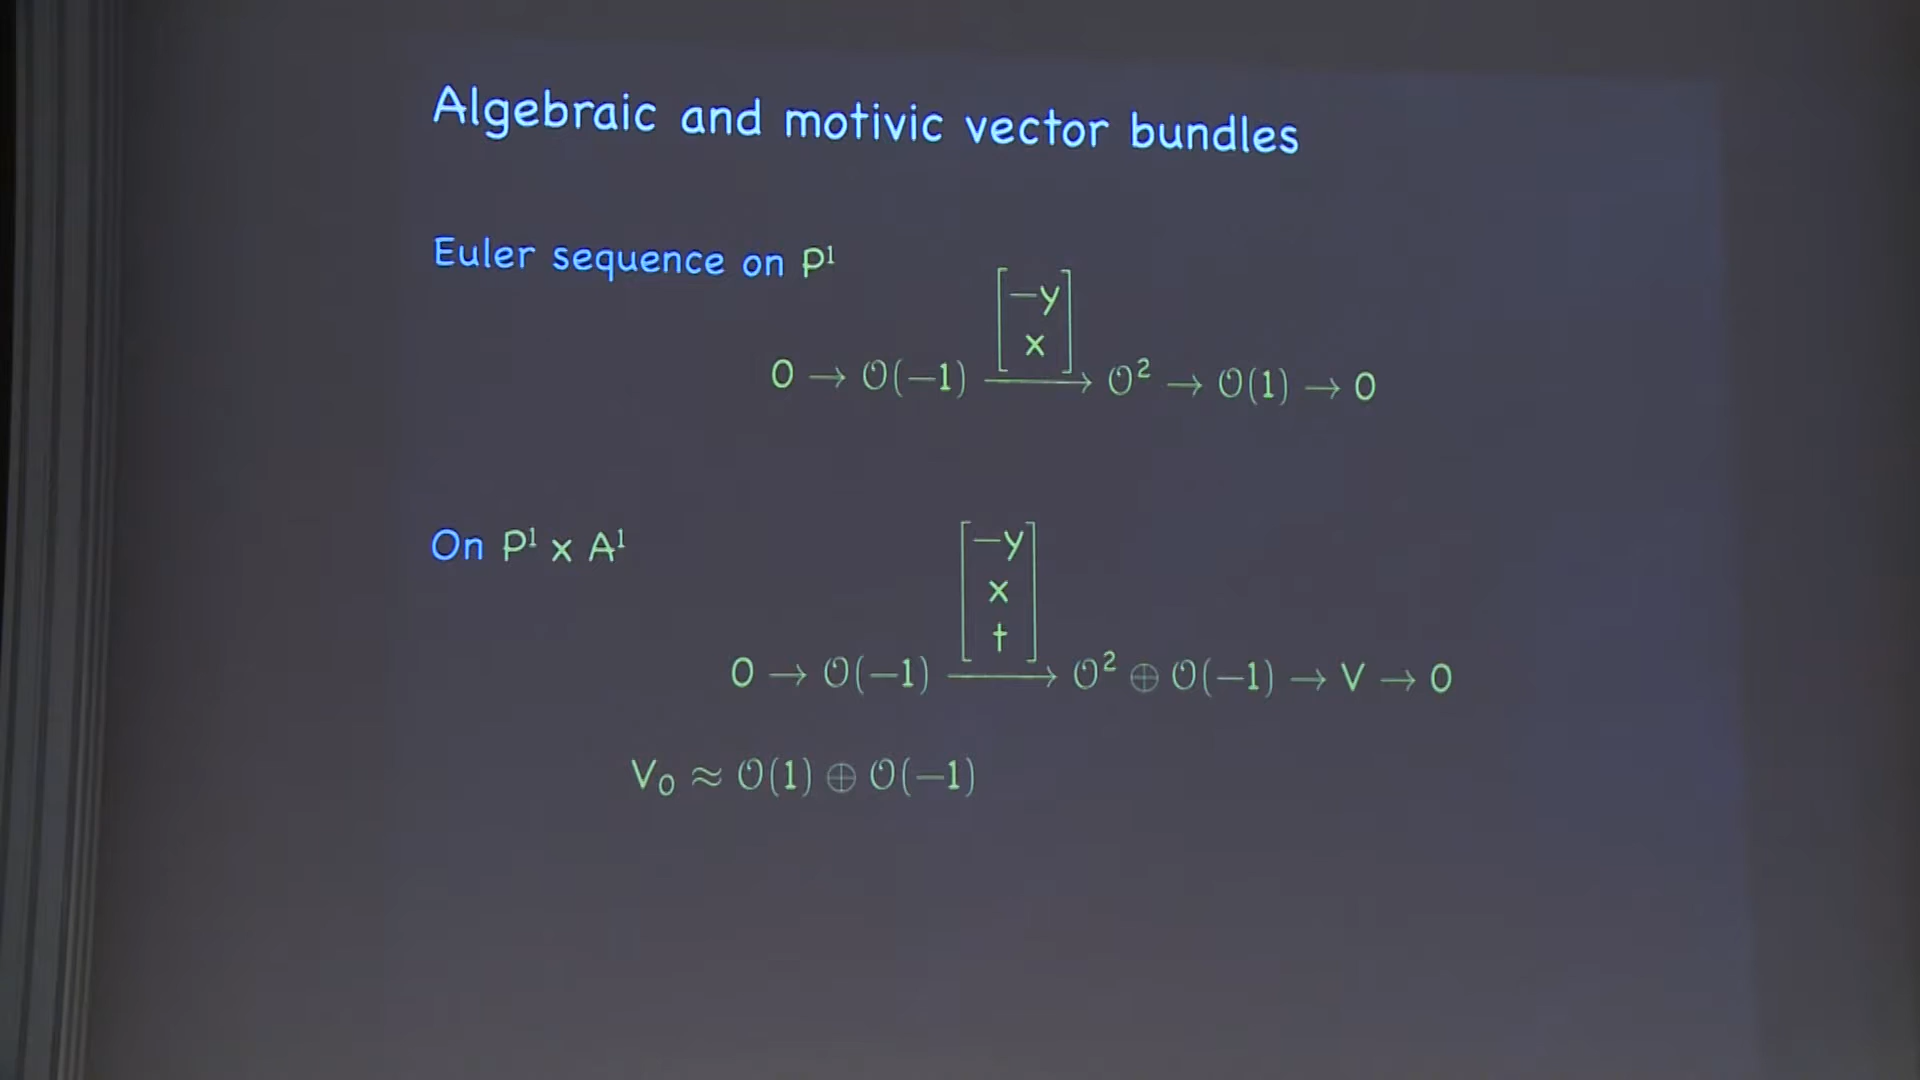 Algebraic and motivic vector bundles
Euler sequence on P¹
[−y
x]
0 → O(−1) → O² → O(1) → 0
On P¹ x A¹
[−y
x
t]
0 → O(−1) → O² ⊕ O(−1) → V → 0
V₀ ≈ O(1) ⊕ O(−1)